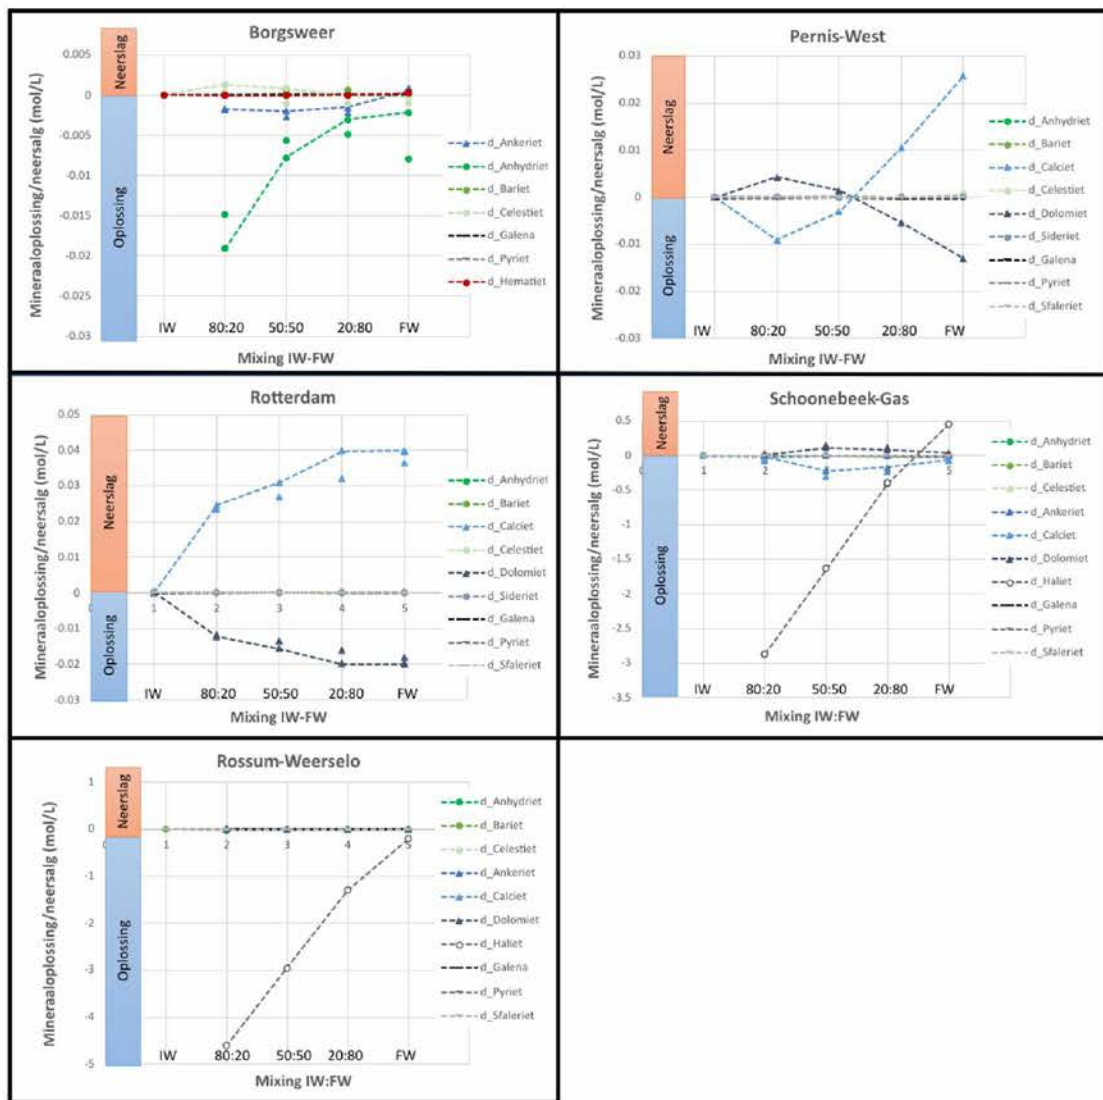 Borgsweer
Neerslag
Oplossing
Mineraaloplossing/neersalg (mol/L)
0.005
0
-0.005
-0.01
-0.015
-0.02
-0.025
-0.03
IW 80:20 50:50 20:80 FW
Mixing IW-FW
d_Ankeriet
d_Anhydriet
d_Bariet
d_Celestiet
d_Galena
d_Pyriet
d_Hematiet
Pernis-West
Neerslag
Oplossing
Mineraaloplossing/neersalg (mol/L)
0.03
0.02
0.01
0
-0.01
-0.02
-0.03
IW 80:20 50:50 20:80 FW
Mixing IW-FW
d_Anhydriet
d_Bariet
d_Calciet
d_Celestiet
d_Dolomiet
d_Sideriet
d_Galena
d_Pyriet
d_Sfaleriet
Rotterdam
Neerslag
Oplossing
Mineraaloplossing/neersalg (mol/L)
0.05
0.04
0.03
0.02
0.01
0
-0.01
-0.02
-0.03
1 2 3 4 5
IW 80:20 50:50 20:80 FW
Mixing IW-FW
d_Anhydriet
d_Bariet
d_Calciet
d_Celestiet
d_Dolomiet
d_Sideriet
d_Galena
d_Pyriet
d_Sfaleriet
Schoonebeek-Gas
Neerslag
Oplossing
Mineraaloplossing/neersalg (mol/L)
0.5
0
-0.5
-1
-1.5
-2
-2.5
-3
-3.5
1 2 3 4 5
IW 80:20 50:50 20:80 FW
Mixing IW:FW
d_Anhydriet
d_Bariet
d_Celestiet
d_Ankeriet
d_Calciet
d_Dolomiet
d_Haliet
d_Galena
d_Pyriet
d_Sfaleriet
Rossum-Weerselo
Neerslag
Oplossing
Mineraaloplossing/neersalg (mol/L)
1
0
-1
-2
-3
-4
-5
1 2 3 4 5
IW 80:20 50:50 20:80 FW
Mixing IW:FW
d_Anhydriet
d_Bariet
d_Celestiet
d_Ankeriet
d_Calciet
d_Dolomiet
d_Haliet
d_Galena
d_Pyriet
d_Sfaleriet